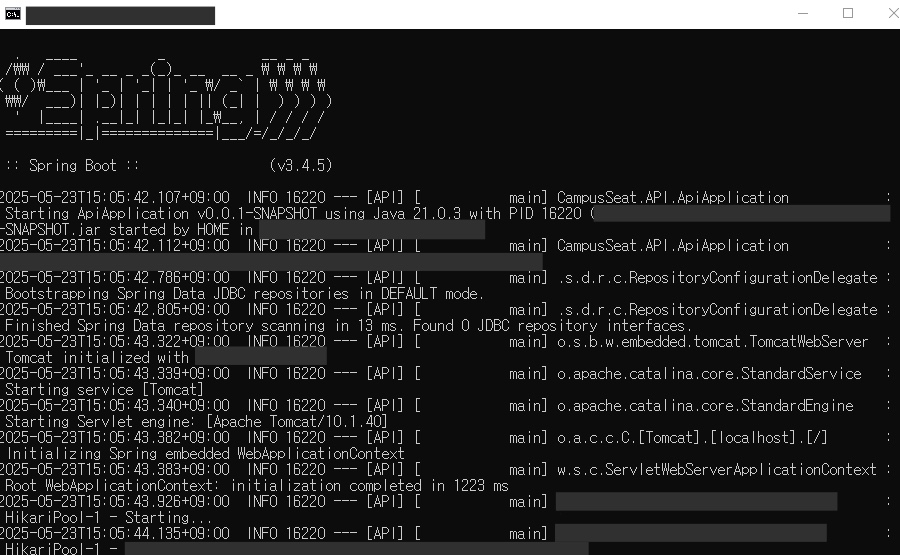 :: Spring Boot ::                (v3.4.5)
2025-05-23T15:05:42.107+09:00  INFO 16220 --- [API] [           main] CampusSeat.API.ApiApplication            :
Starting ApiApplication v0.0.1-SNAPSHOT using Java 21.0.3 with PID 16220 (
-SNAPSHOT.jar started by HOME in
2025-05-23T15:05:42.112+09:00  INFO 16220 --- [API] [           main] CampusSeat.API.ApiApplication            :
2025-05-23T15:05:42.786+09:00  INFO 16220 --- [API] [           main] .s.d.r.c.RepositoryConfigurationDelegate :
Bootstrapping Spring Data JDBC repositories in DEFAULT mode.
2025-05-23T15:05:42.805+09:00  INFO 16220 --- [API] [           main] .s.d.r.c.RepositoryConfigurationDelegate :
Finished Spring Data repository scanning in 13 ms. Found 0 JDBC repository interfaces.
2025-05-23T15:05:43.322+09:00  INFO 16220 --- [API] [           main] o.s.b.w.embedded.tomcat.TomcatWebServer  :
Tomcat initialized with
2025-05-23T15:05:43.339+09:00  INFO 16220 --- [API] [           main] o.apache.catalina.core.StandardService   :
Starting service [Tomcat]
2025-05-23T15:05:43.340+09:00  INFO 16220 --- [API] [           main] o.apache.catalina.core.StandardEngine    :
Starting Servlet engine: [Apache Tomcat/10.1.40]
2025-05-23T15:05:43.382+09:00  INFO 16220 --- [API] [           main] o.a.c.c.C.[Tomcat].[localhost].[/]       :
Initializing Spring embedded WebApplicationContext
2025-05-23T15:05:43.383+09:00  INFO 16220 --- [API] [           main] w.s.c.ServletWebServerApplicationContext :
Root WebApplicationContext: initialization completed in 1223 ms
2025-05-23T15:05:43.926+09:00  INFO 16220 --- [API] [           main]                                          :
HikariPool-1 - Starting...
2025-05-23T15:05:44.135+09:00  INFO 16220 --- [API] [           main]                                          :
HikariPool-1 -